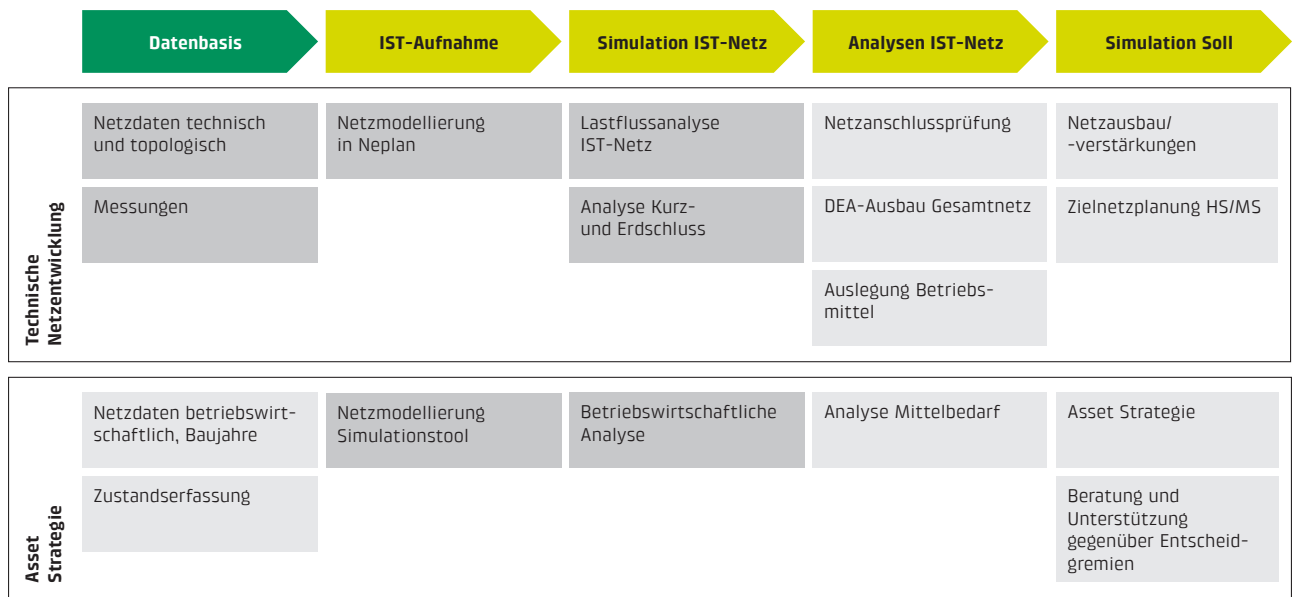 Datenbasis
IST-Aufnahme
Simulation IST-Netz
Analysen IST-Netz
Simulation Soll
Technische
Netzentwicklung
Netzdaten technisch
und topologisch
Netzmodellierung
in Neplan
Lastflussanalyse
IST-Netz
Netzanschlussprüfung
Netzausbau/
-verstärkungen
Messungen
Analyse Kurz-
und Erdschluss
DEA-Ausbau Gesamtnetz
Zielnetzplanung HS/MS
Auslegung Betriebs-
mittel
Asset
Strategie
Netzdaten betriebswirt-
schaftlich, Baujahre
Netzmodellierung
Simulationstool
Betriebswirtschaftliche
Analyse
Analyse Mittelbedarf
Asset Strategie
Zustandserfassung
Beratung und
Unterstützung
gegenüber Entscheid-
gremien